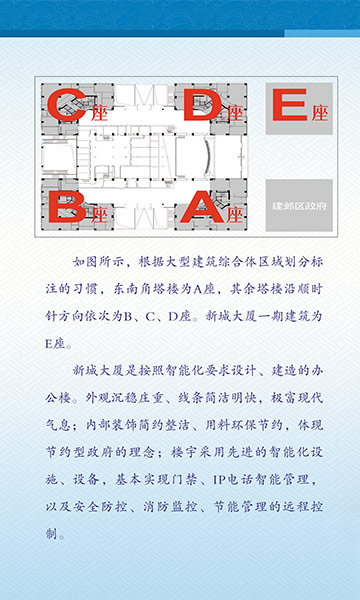 C座 D座 E座
B座 A座 建邺区政府
如图所示，根据大型建筑综合体区域划分标
注的习惯，东南角塔楼为A座，其余塔楼沿顺时
针方向依次为B、C、D座。新城大厦一期建筑为
E座。
新城大厦是按照智能化要求设计、建造的办
公楼。外观沉稳庄重、线条简洁明快，极富现代
气息；内部装饰简约整洁、用料环保节约，体现
节约型政府的理念；楼宇采用先进的智能化设
施、设备，基本实现门禁、IP电话智能管理，
以及安全防控、消防监控、节能管理的远程控
制。